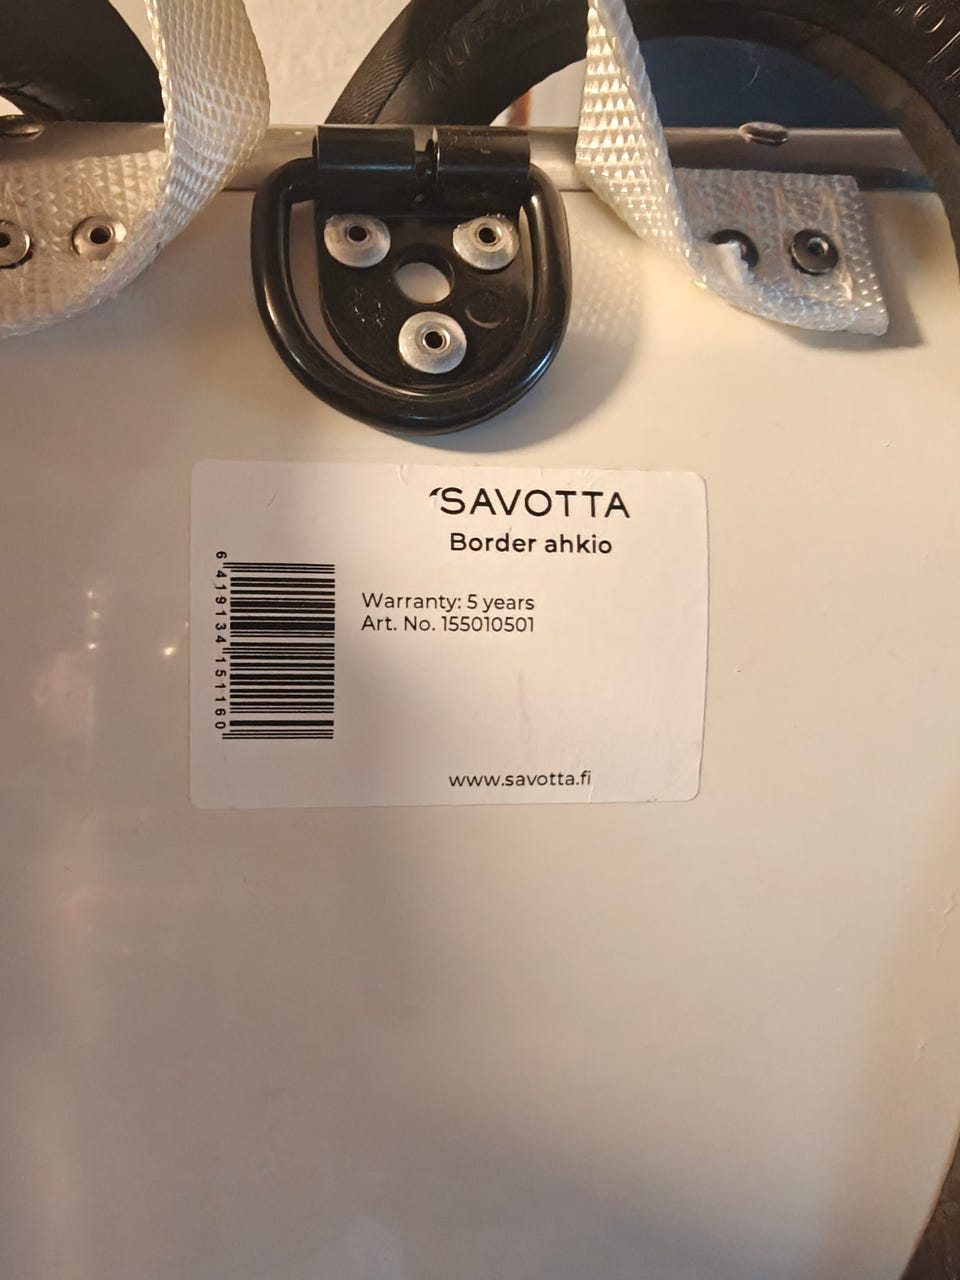 SAVOTTA
Border ahkio
Warranty: 5 years
Art. No. 155010501
6 419134 151160
www.savotta.fi